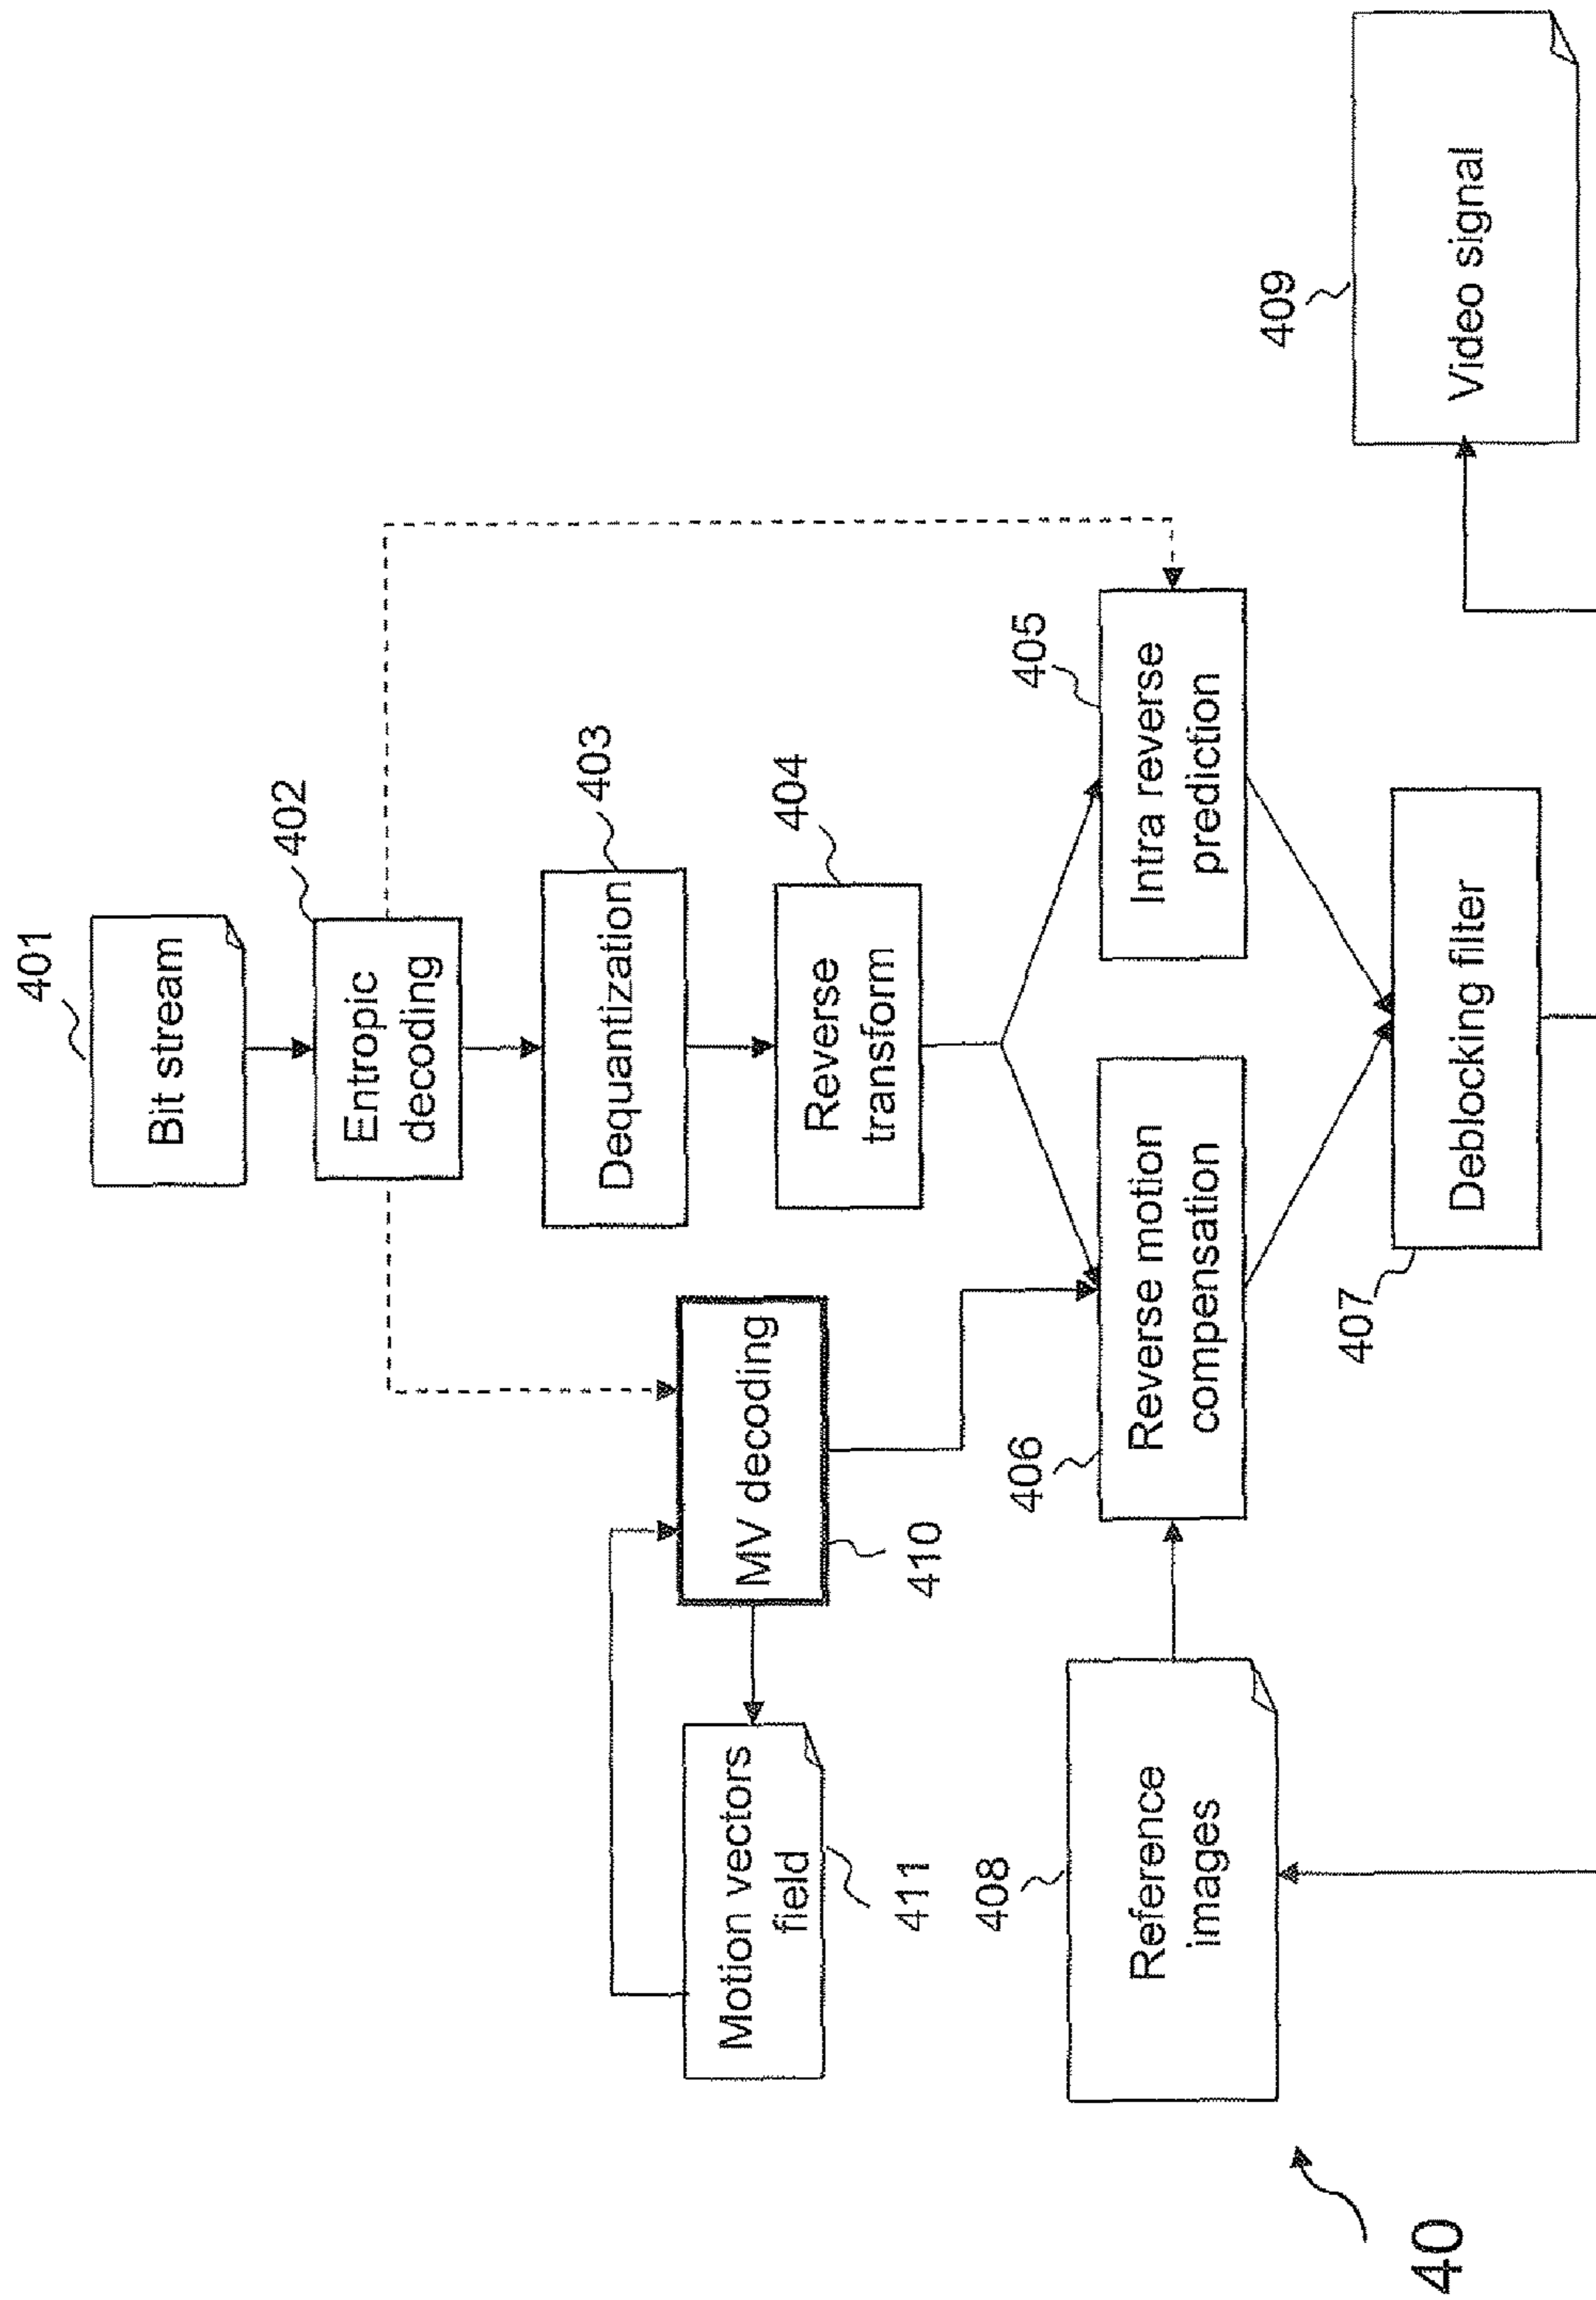 401
Bit stream
402
Entropic
decoding
403
Dequantization
404
Reverse
transform
MV decoding
410
Motion vectors
field
411
405
Intra reverse
prediction
406
Reverse motion
compensation
408
Reference
images
407
Deblocking filter
409
Video signal
40